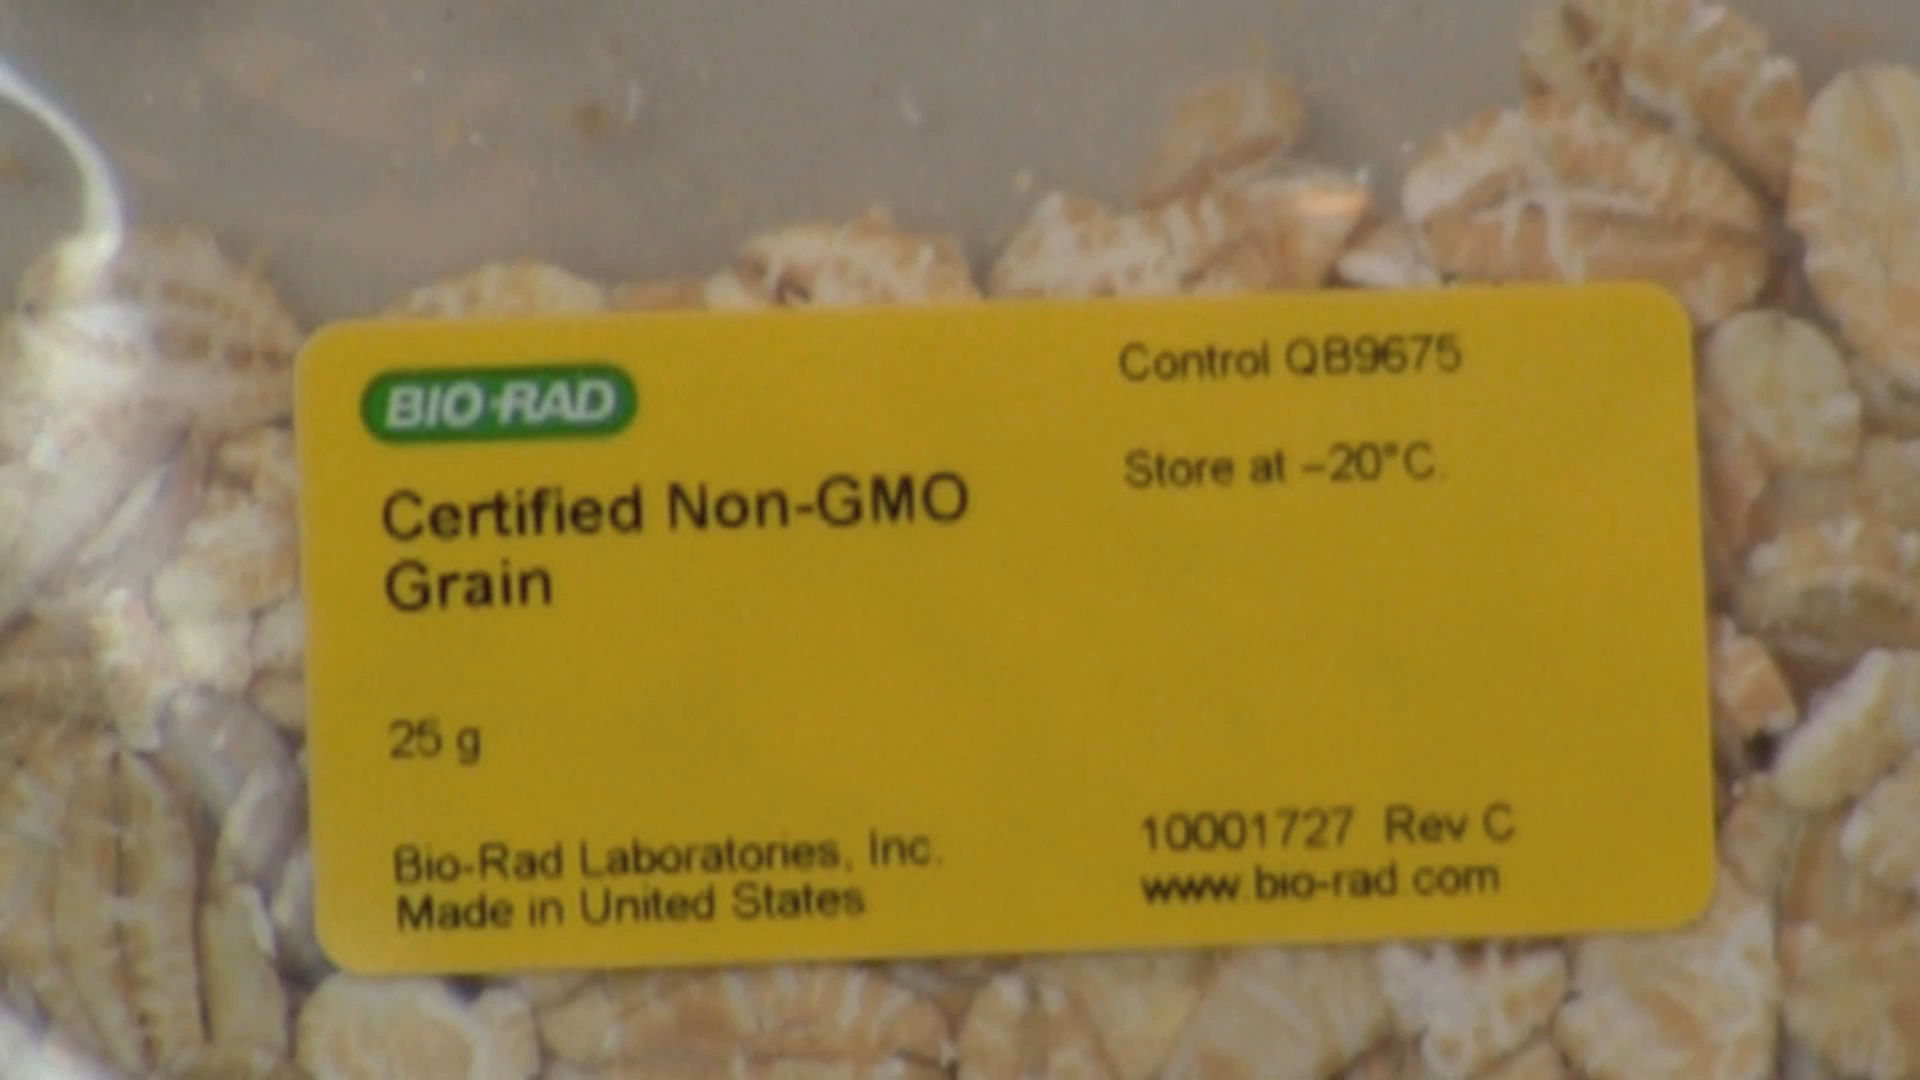 BIO-RAD
Certified Non-GMO
Grain
25 g
Bio-Rad Laboratories, Inc.
Made in United States
Control QB9675
Store at –20°C.
10001727 Rev C
www.bio-rad.com